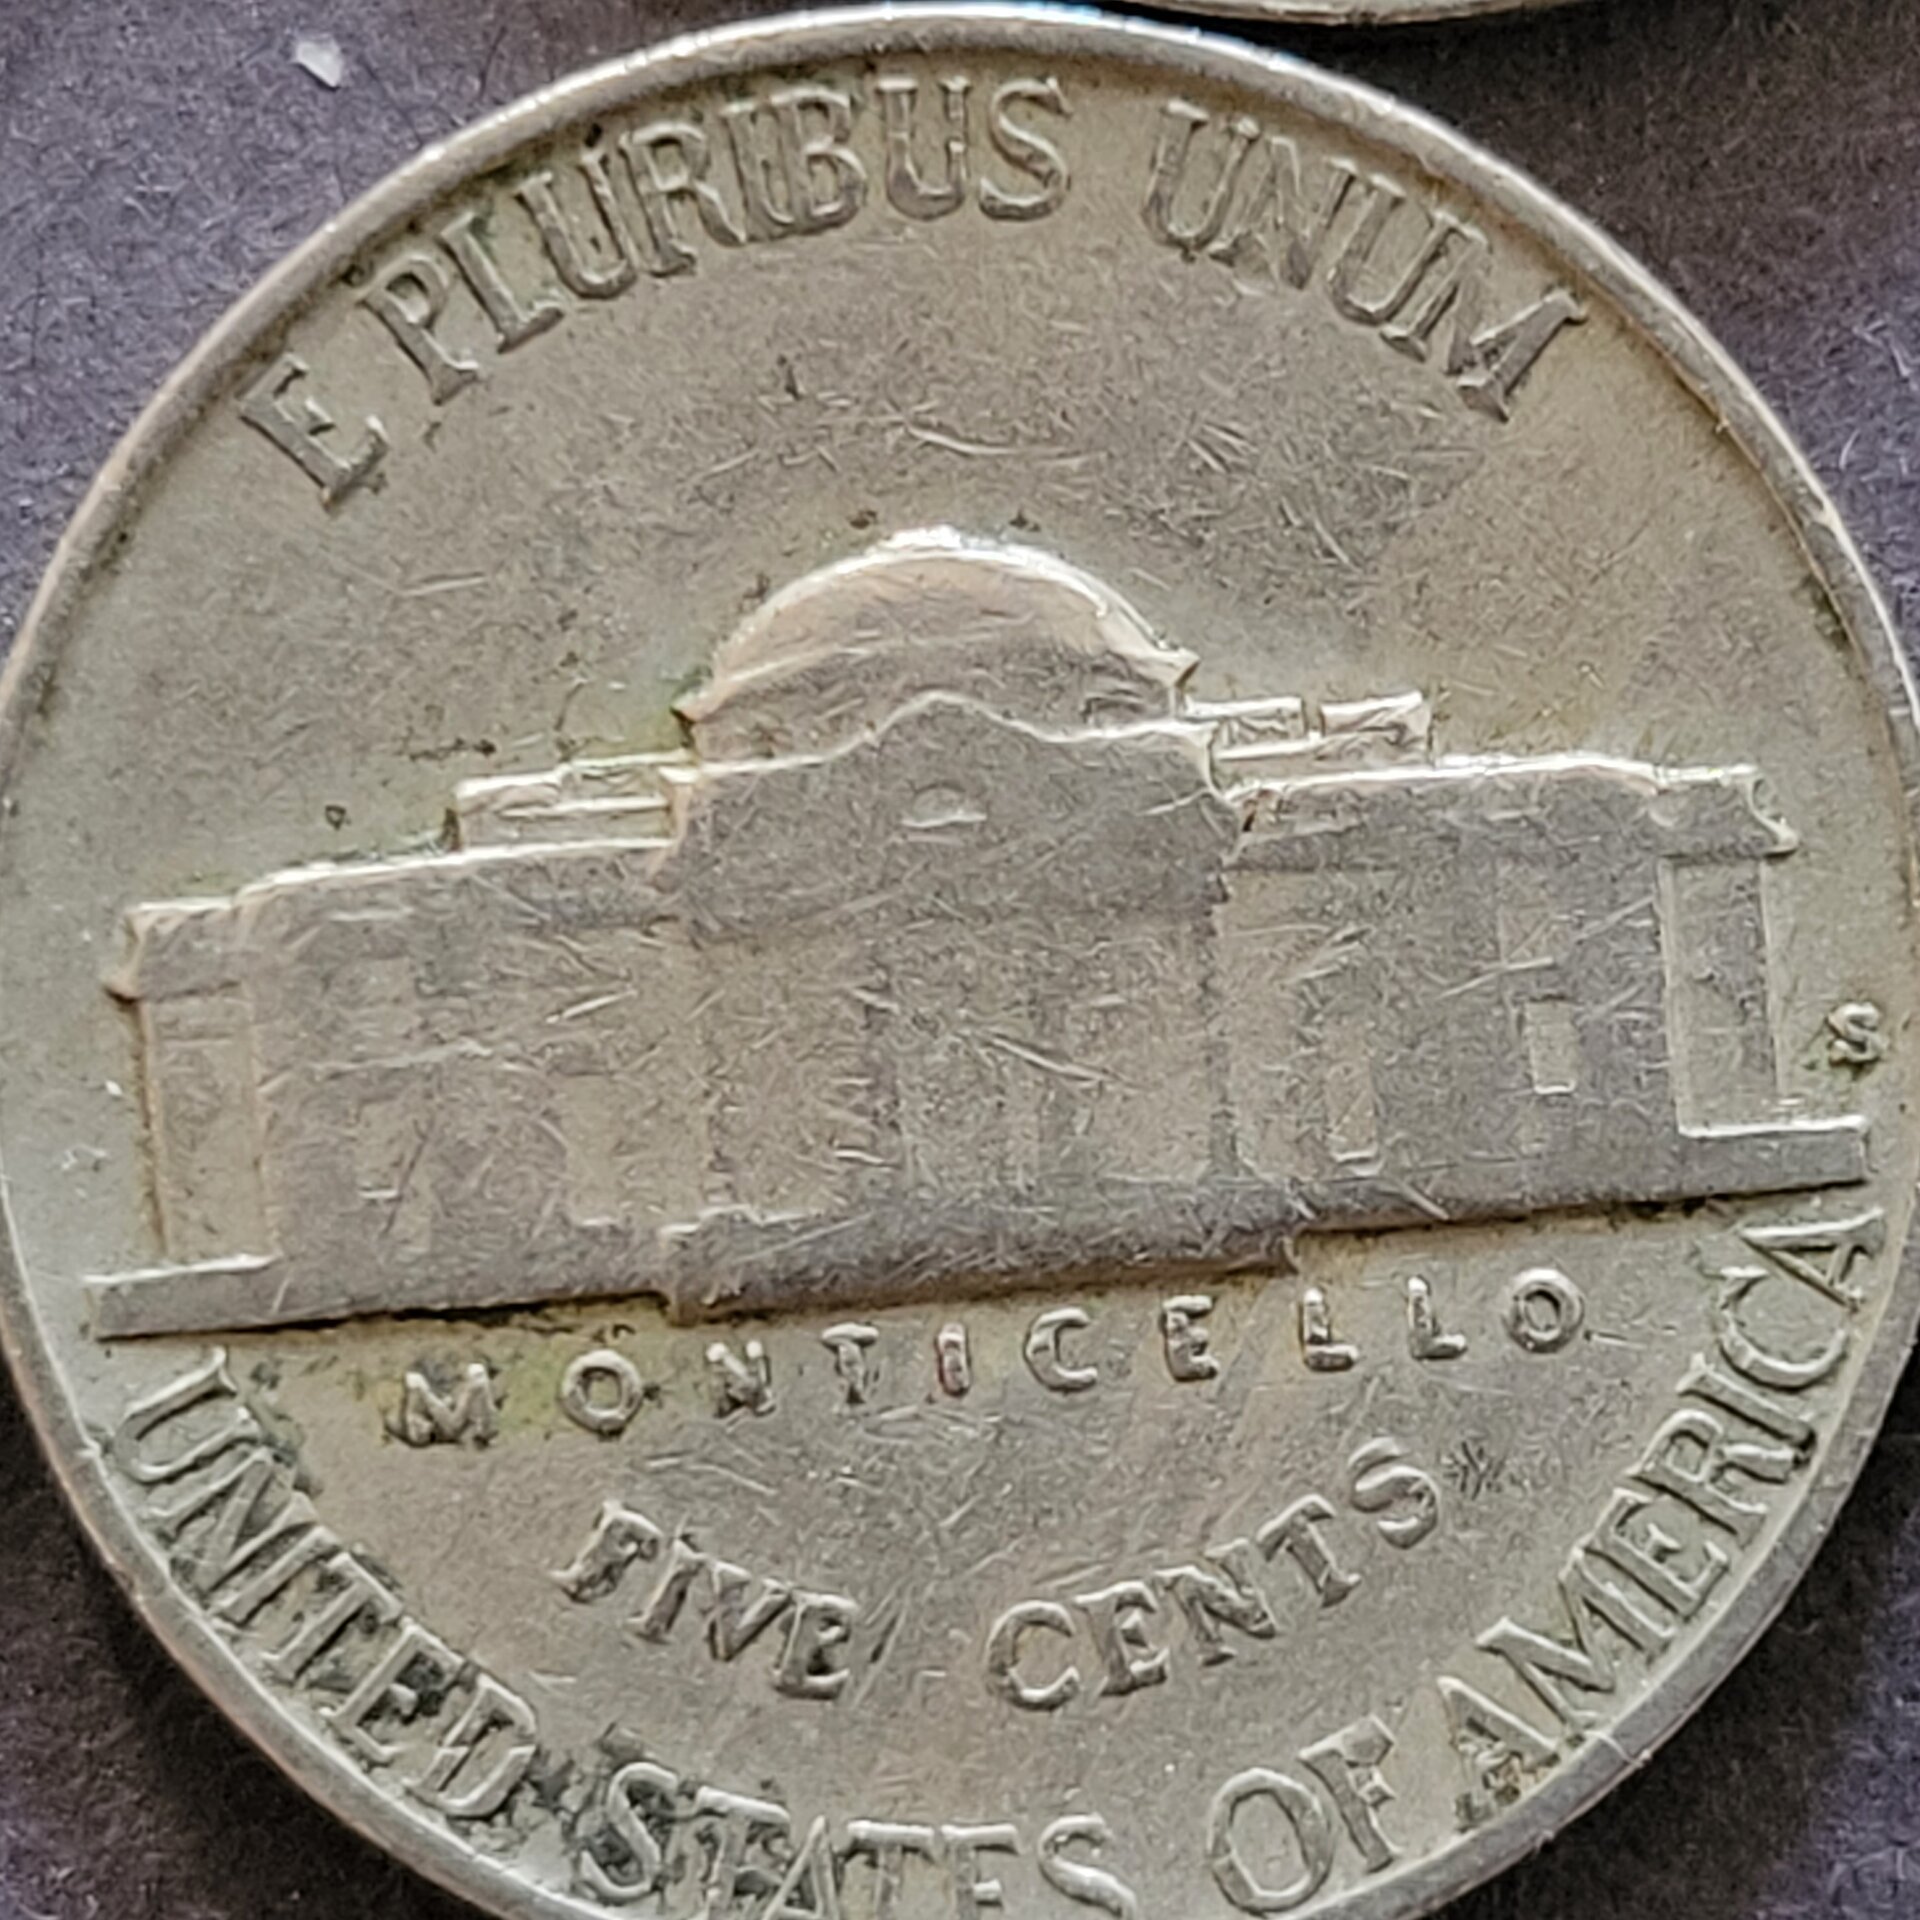 E PLURIBUS UNUM
S
MONTICELLO
FIVE CENTS
UNITED STATES OF AMERICA